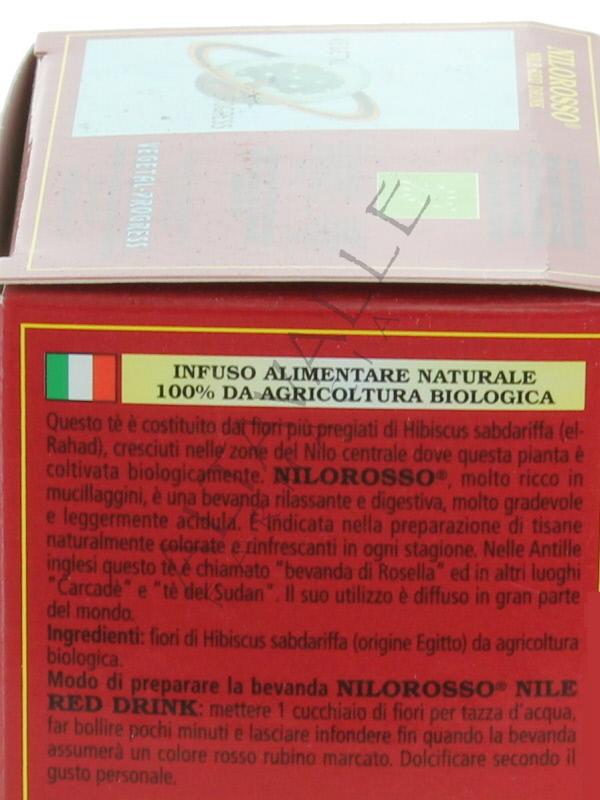 NILOROSSO®
NILE RED DRINK
VEGETAL-PROGRESS
INFUSO ALIMENTARE NATURALE
100% DA AGRICOLTURA BIOLOGICA
Questo tè è costituito dai fiori più pregiati di Hibiscus sabdariffa (el-
Rahad), cresciuti nelle zone del Nilo centrale dove questa pianta è
coltivata biologicamente. NILOROSSO®, molto ricco in
mucillaggini, è una bevanda rilassante e digestiva, molto gradevole
e leggermente acidula. È indicata nella preparazione di tisane
naturalmente colorate e rinfrescanti in ogni stagione. Nelle Antille
inglesi questo tè è chiamato "bevanda di Rosella" ed in altri luoghi
"Carcadè" e "tè del Sudan". Il suo utilizzo è diffuso in gran parte
del mondo.
Ingredienti: fiori di Hibiscus sabdariffa (origine Egitto) da agricoltura
biologica.
Modo di preparare la bevanda NILOROSSO® NILE
RED DRINK: mettere 1 cucchiaio di fiori per tazza d'acqua,
far bollire pochi minuti e lasciare infondere fin quando la bevanda
assumerà un colore rosso rubino marcato. Dolcificare secondo il
gusto personale.